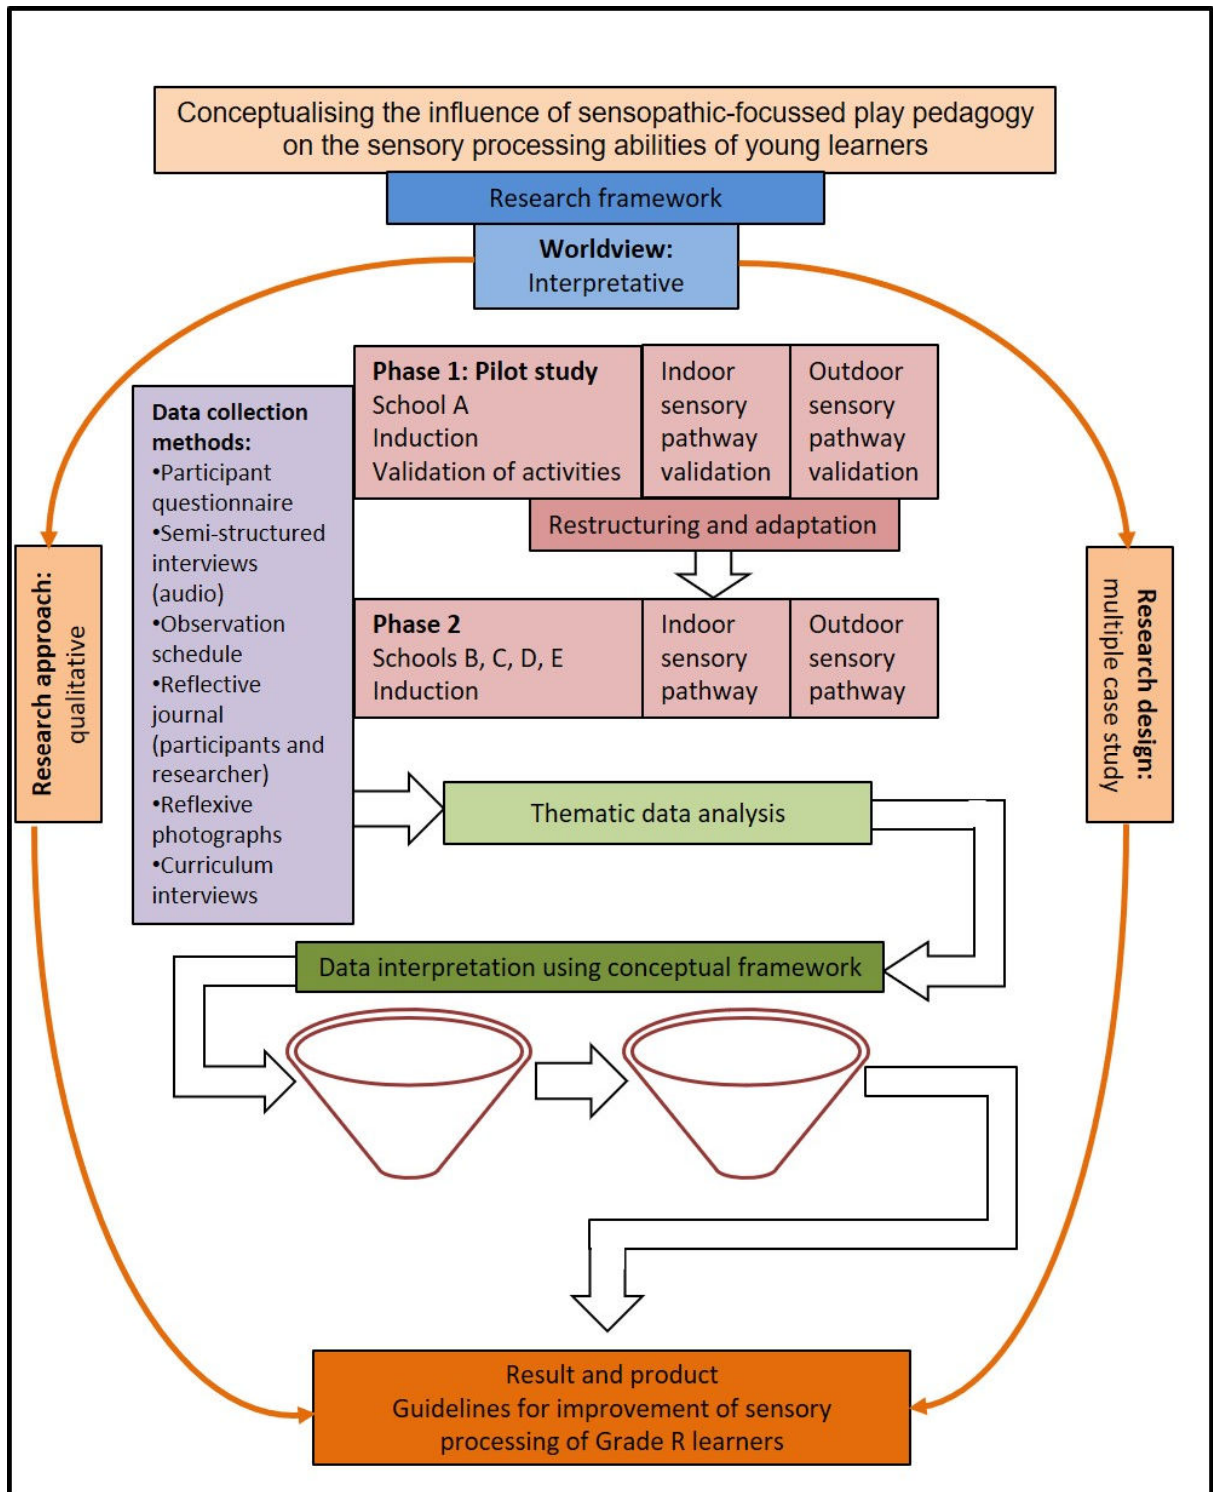 Conceptualising the influence of sensopathic-focussed play pedagogy
on the sensory processing abilities of young learners
Research framework
Worldview:
Interpretative
Phase 1: Pilot study
School A
Induction
Validation of activities
Indoor
sensory
pathway
validation
Outdoor
sensory
pathway
validation
Restructuring and adaptation
Data collection
methods:
•Participant
questionnaire
•Semi-structured
interviews
(audio)
•Observation
schedule
•Reflective
journal
(participants and
researcher)
•Reflexive
photographs
•Curriculum
interviews
Phase 2
Schools B, C, D, E
Induction
Indoor
sensory
pathway
Outdoor
sensory
pathway
Research approach:
qualitative
Research design:
multiple case study
Thematic data analysis
Data interpretation using conceptual framework
Result and product
Guidelines for improvement of sensory
processing of Grade R learners